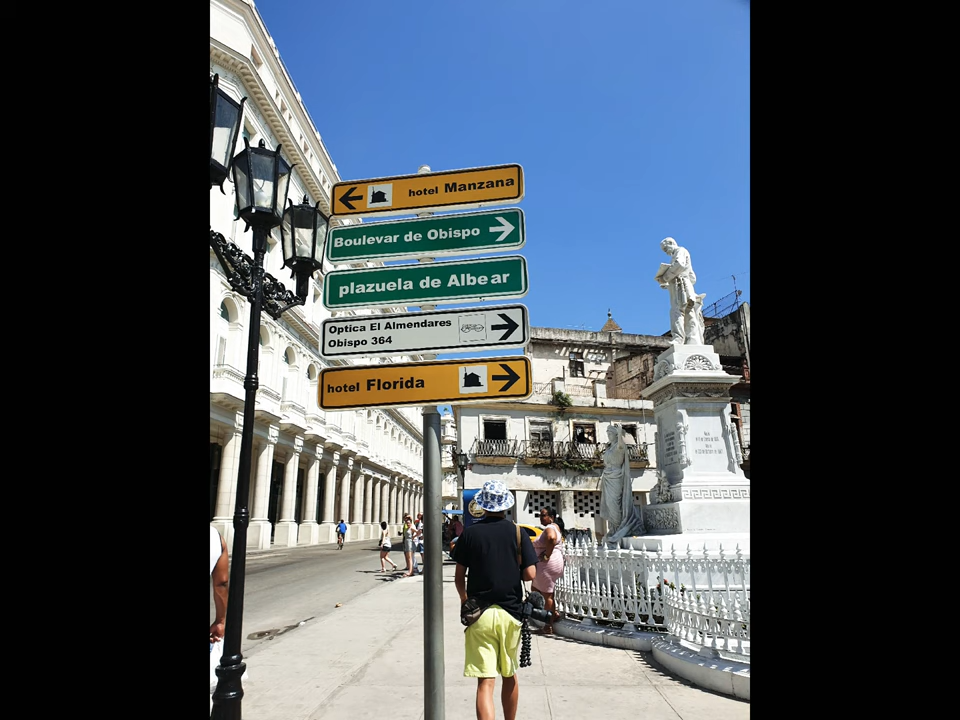 hotel Manzana
Boulevar de Obispo
plazuela de Albear
Optica El Almendares
Obispo 364
hotel Florida